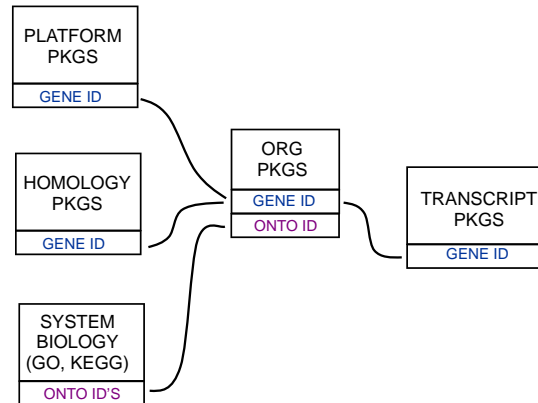 PLATFORM
PKGS
GENE ID
HOMOLOGY
PKGS
GENE ID
SYSTEM
BIOLOGY
(GO, KEGG)
ONTO ID'S
ORG
PKGS
GENE ID
ONTO ID
TRANSCRIPT
PKGS
GENE ID